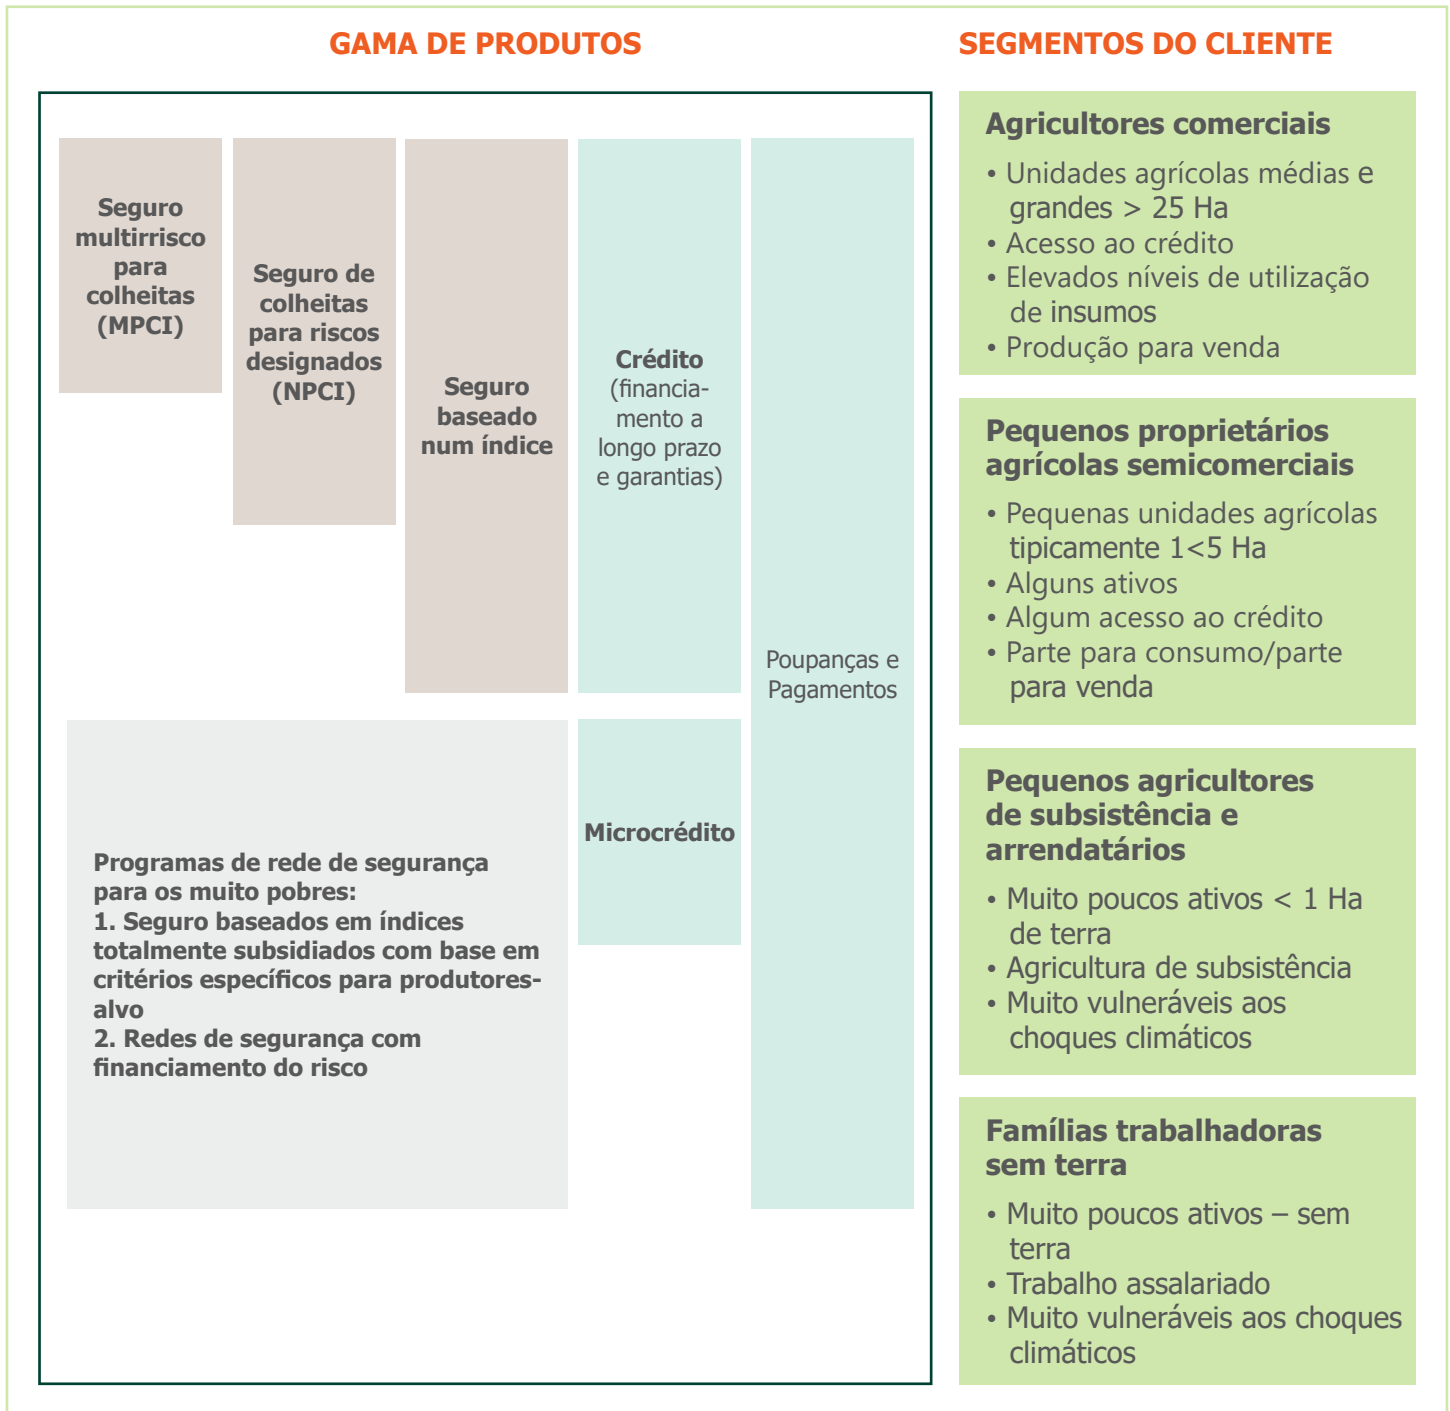 GAMA DE PRODUTOS
SEGMENTOS DO CLIENTE
Seguro
multirrisco
para
colheitas
(MPCI)
Seguro de
colheitas
para riscos
designados
(NPCI)
Seguro
baseado
num índice
Crédito
(financia-
mento a
longo prazo
e garantias)
Poupanças e
Pagamentos
Programas de rede de segurança
para os muito pobres:
1. Seguro baseados em índices
totalmente subsidiados com base em
critérios específicos para produtores-
alvo
2. Redes de segurança com
financiamento do risco
Microcrédito
Agricultores comerciais
• Unidades agrícolas médias e
grandes > 25 Ha
• Acesso ao crédito
• Elevados níveis de utilização
de insumos
• Produção para venda
Pequenos proprietários
agrícolas semicomerciais
• Pequenas unidades agrícolas
tipicamente 1<5 Ha
• Alguns ativos
• Algum acesso ao crédito
• Parte para consumo/parte
para venda
Pequenos agricultores
de subsistência e
arrendatários
• Muito poucos ativos < 1 Ha
de terra
• Agricultura de subsistência
• Muito vulneráveis aos
choques climáticos
Famílias trabalhadoras
sem terra
• Muito poucos ativos – sem
terra
• Trabalho assalariado
• Muito vulneráveis aos choques
climáticos